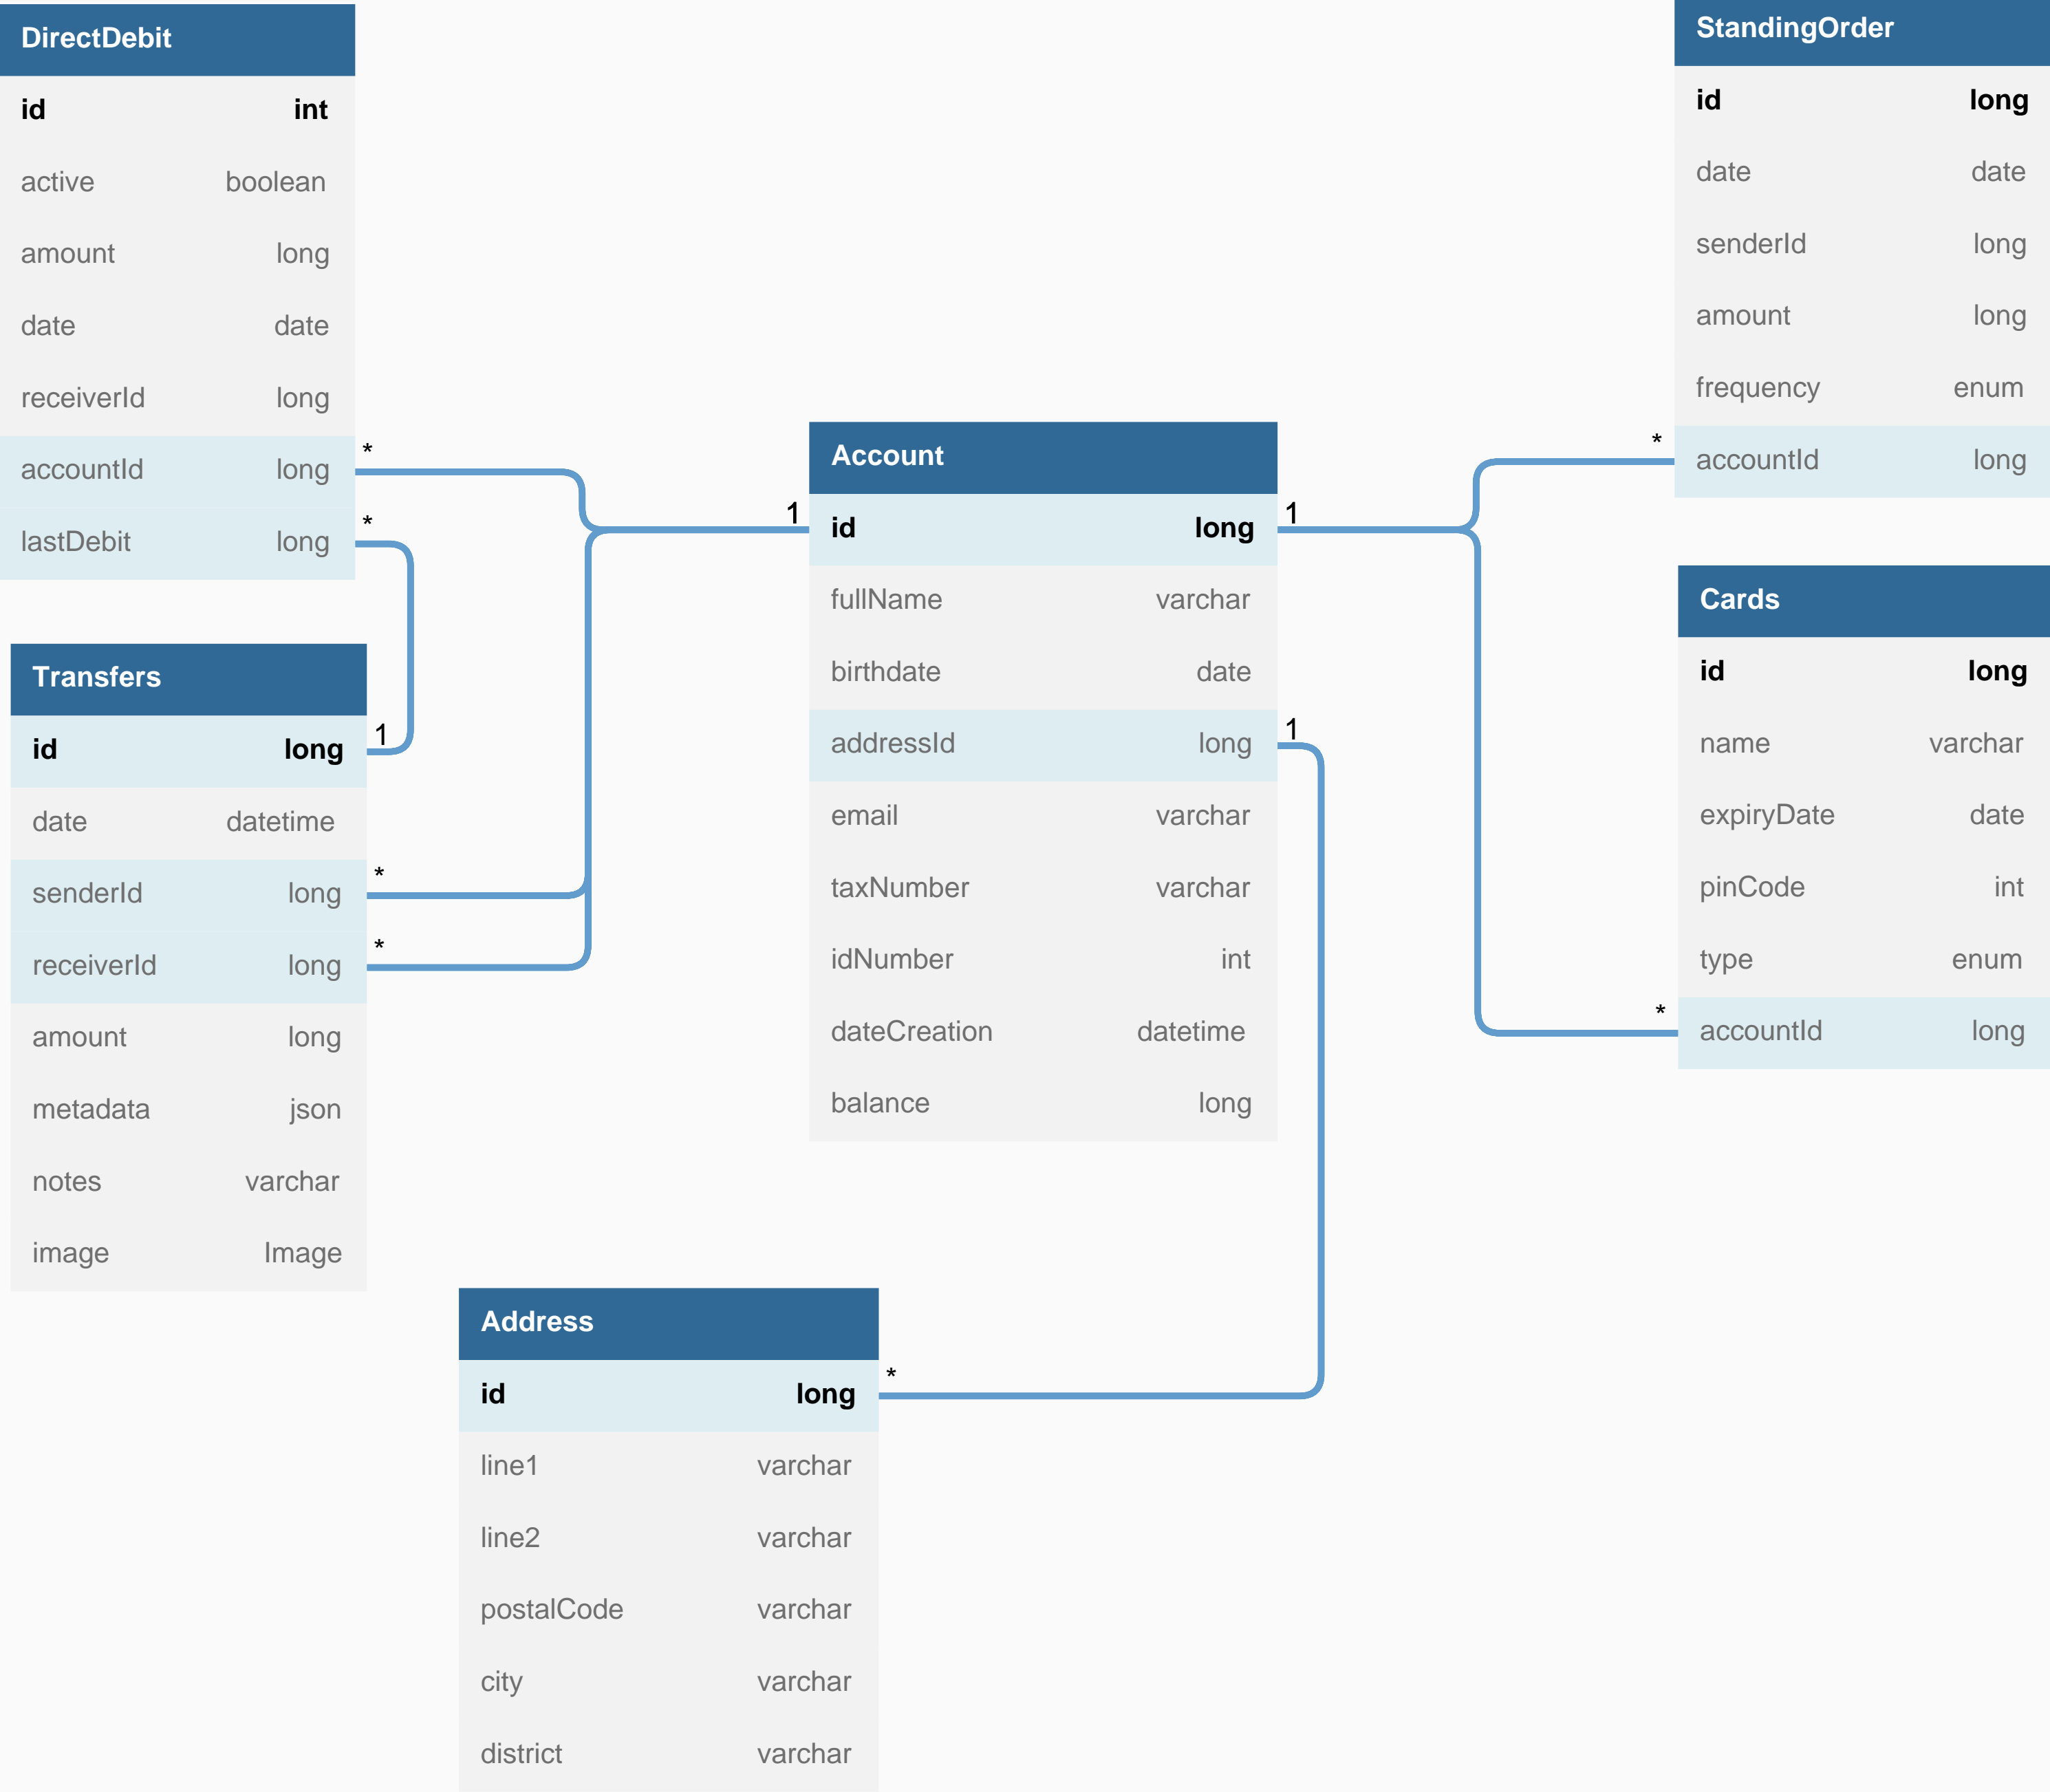 DirectDebit
id int
active boolean
amount long
date date
receiverId long
accountId long
lastDebit long
*
*
Transfers
id long
date datetime
senderId long
receiverId long
amount long
metadata json
notes varchar
image Image
1
*
*
Account
id long
fullName varchar
birthdate date
addressId long
email varchar
taxNumber varchar
idNumber int
dateCreation datetime
balance long
1
1
1
StandingOrder
id long
date date
senderId long
amount long
frequency enum
accountId long
*
Cards
id long
name varchar
expiryDate date
pinCode int
type enum
accountId long
*
Address
id long
line1 varchar
line2 varchar
postalCode varchar
city varchar
district varchar
*